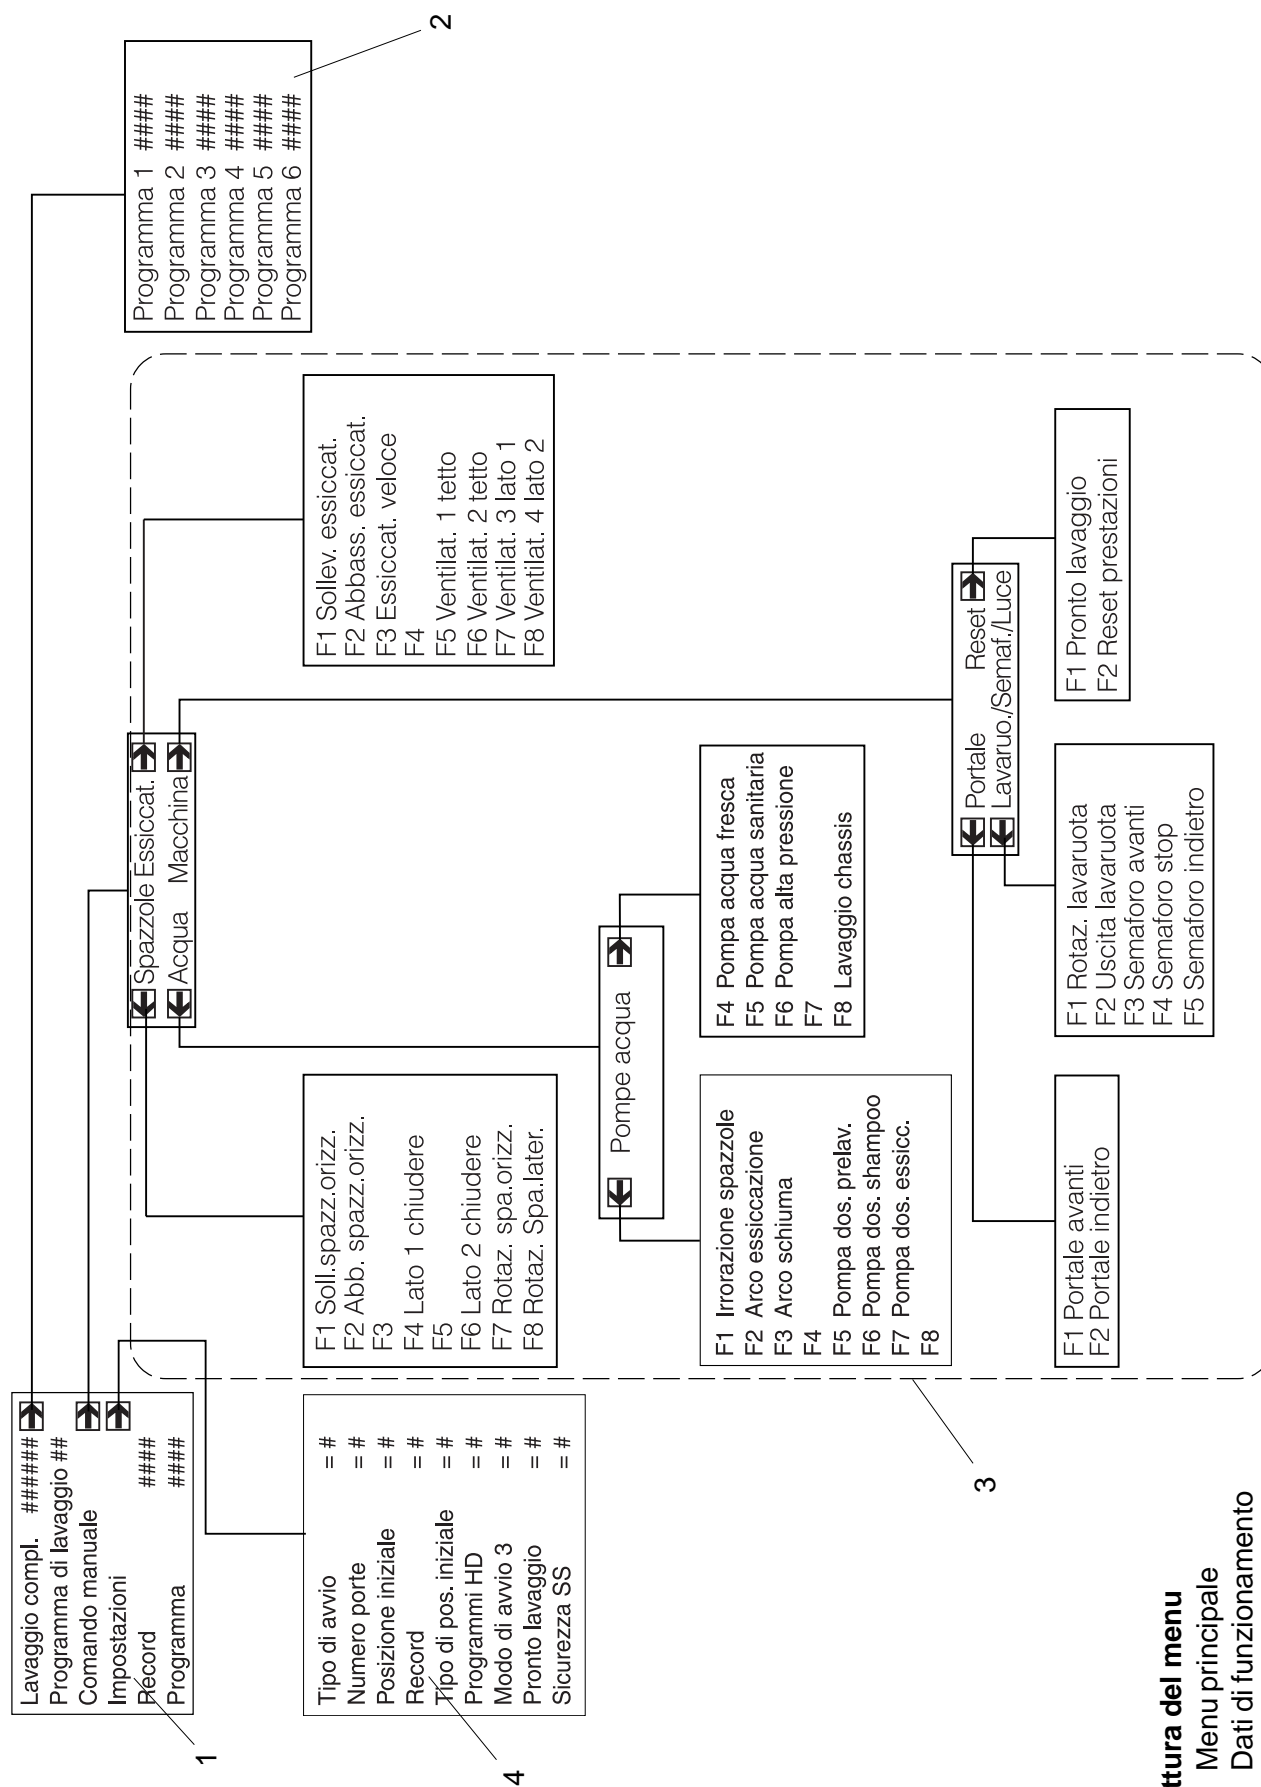 Lavaggio compl. ######
Programma di lavaggio ##
Comando manuale
Impostazioni
Record ####
Programma ####
1
Programma 1 ####
Programma 2 ####
Programma 3 ####
Programma 4 ####
Programma 5 ####
Programma 6 ####
2
Spazzole Essiccat.
Acqua Macchina
Tipo di avvio = #
Numero porte = #
Posizione iniziale = #
Record = #
Tipo di pos. iniziale = #
Programmi HD = #
Modo di avvio 3 = #
Pronto lavaggio = #
Sicurezza SS = #
4
F1 Soll.spazz.orizz.
F2 Abb. spazz.orizz.
F3
F4 Lato 1 chiudere
F5
F6 Lato 2 chiudere
F7 Rotaz. spa.orizz.
F8 Rotaz. Spa.later.
F1 Sollev. essiccat.
F2 Abbass. essiccat.
F3 Essiccat. veloce
F4
F5 Ventilat. 1 tetto
F6 Ventilat. 2 tetto
F7 Ventilat. 3 lato 1
F8 Ventilat. 4 lato 2
Pompe acqua
F1 Irrorazione spazzole
F2 Arco essiccazione
F3 Arco schiuma
F4
F5 Pompa dos. prelav.
F6 Pompa dos. shampoo
F7 Pompa dos. essicc.
F8
F4 Pompa acqua fresca
F5 Pompa acqua sanitaria
F6 Pompa alta pressione
F7
F8 Lavaggio chassis
Portale Reset
Lavaruo./Semaf./Luce
3
F1 Portale avanti
F2 Portale indietro
F1 Rotaz. lavaruota
F2 Uscita lavaruota
F3 Semaforo avanti
F4 Semaforo stop
F5 Semaforo indietro
F1 Pronto lavaggio
F2 Reset prestazioni
ttura del menu
Menu principale
Dati di funzionamento